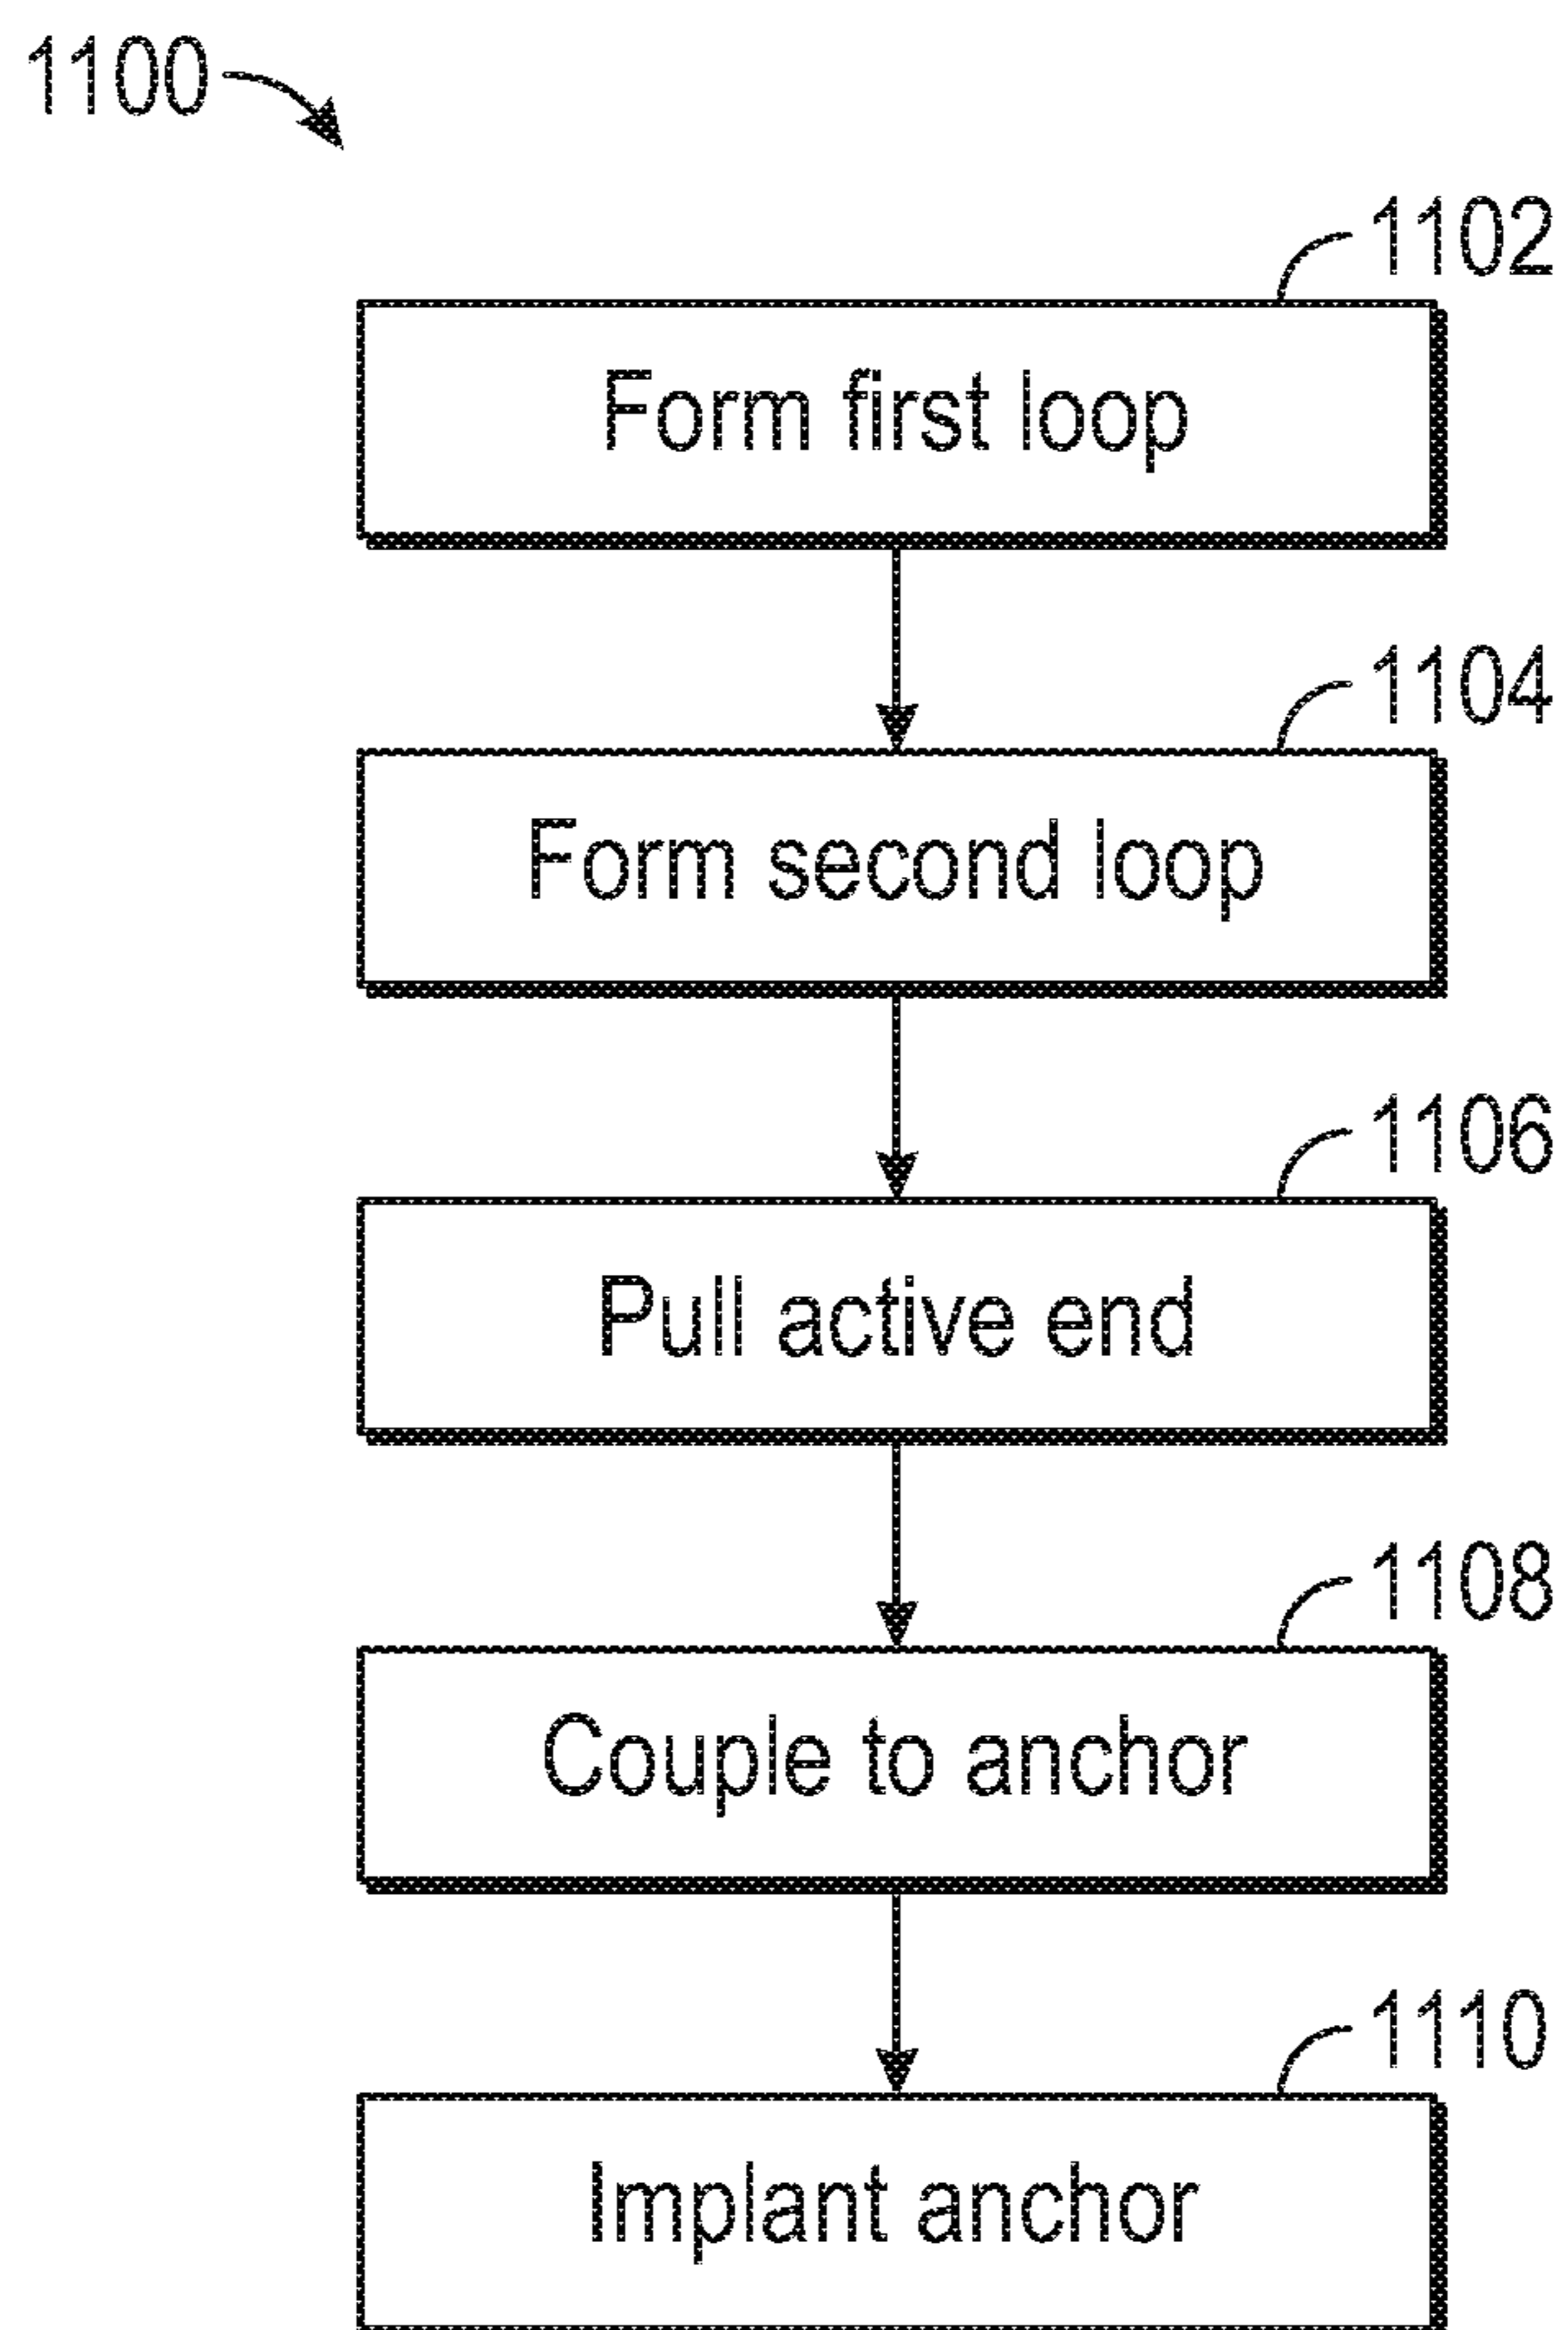 1100
1102
Form first loop
1104
Form second loop
1106
Pull active end
1108
Couple to anchor
1110
Implant anchor